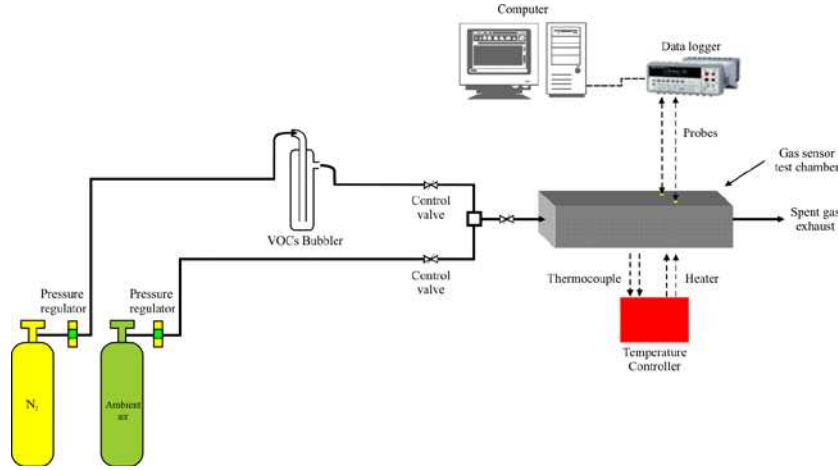 Computer
Data logger
Probes
Gas sensor
test chamber
Control
valve
VOCs Bubbler
Spent gas
exhaust
Control
valve
Thermocouple
Heater
Pressure
regulator
Pressure
regulator
Temperature
Controller
N₂
Ambient
air